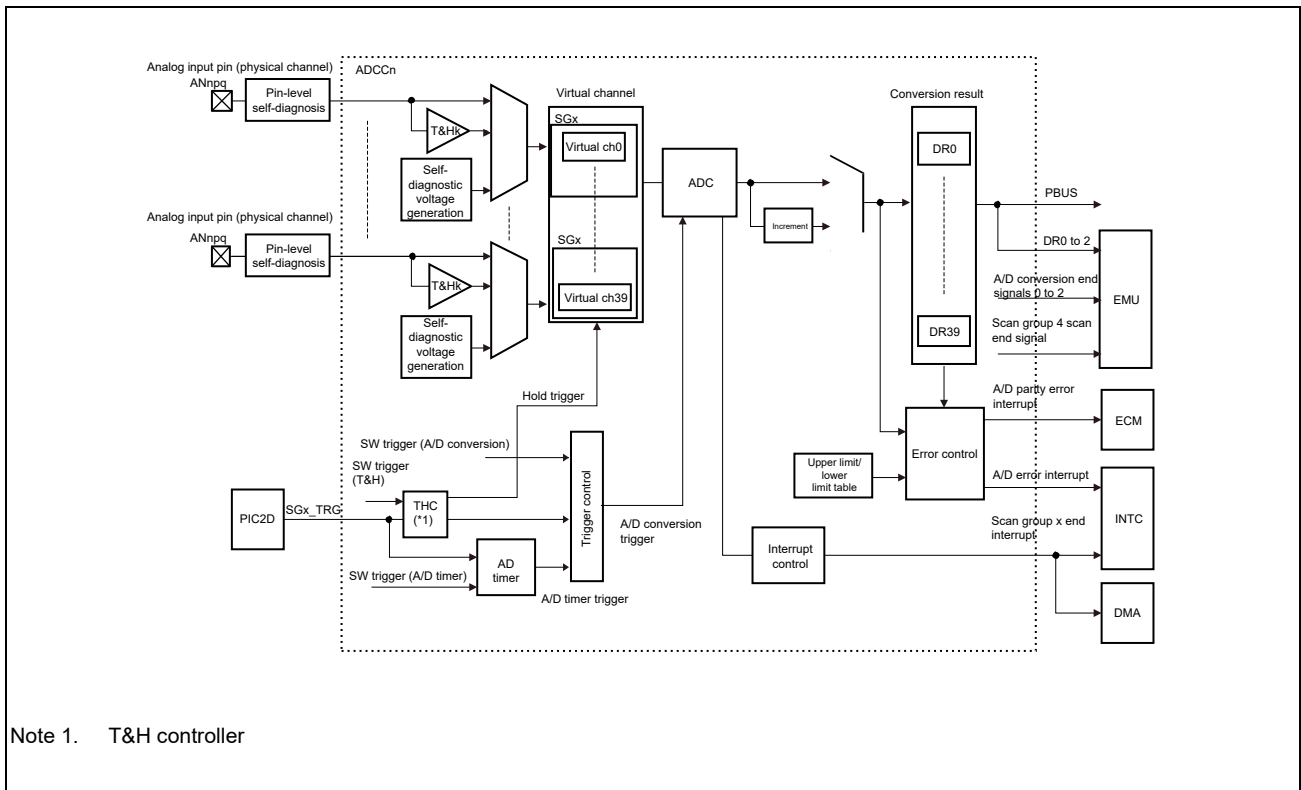 Analog input pin (physical channel)
ANnpq
Pin-level
self-diagnosis
ADCCn
T&Hk
Self-
diagnostic
voltage
generation
Analog input pin (physical channel)
ANnpq
Pin-level
self-diagnosis
T&Hk
Self-
diagnostic
voltage
generation
Virtual channel
SGx
Virtual ch0
SGx
Virtual ch39
ADC
Increment
Conversion result
DR0
DR39
PBUS
DR0 to 2
A/D conversion end
signals 0 to 2
Scan group 4 scan
end signal
EMU
A/D parity error
interrupt
ECM
Error control
Upper limit/
lower
limit table
A/D error interrupt
Scan group x end
interrupt
INTC
DMA
Interrupt
control
Hold trigger
SW trigger (A/D conversion)
SW trigger
(T&H)
PIC2D
SGx_TRG
THC
(*1)
Trigger control
A/D conversion
trigger
SW trigger (A/D timer)
AD
timer
A/D timer trigger
Note 1. T&H controller